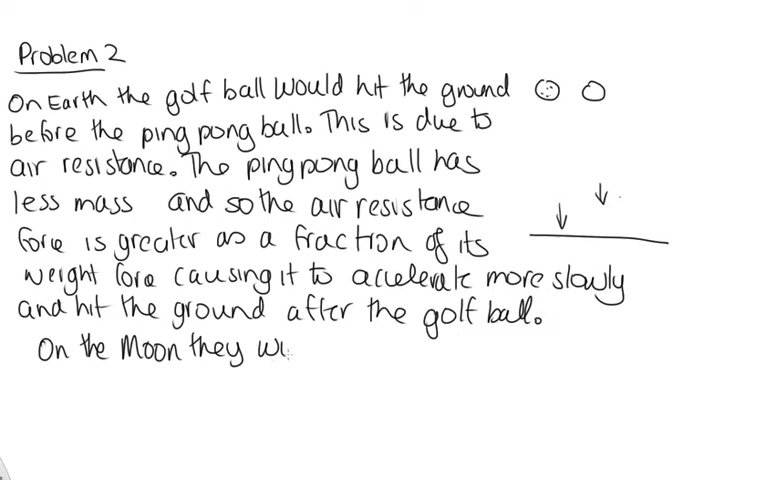 Problem 2
On Earth the golf ball would hit the ground
before the ping pong ball. This is due to
air resistance. The ping pong ball has
less mass and so the air resistance
force is greater as a fraction of its
weight force causing it to accelerate more slowly
and hit the ground after the golf ball.
On the Moon they